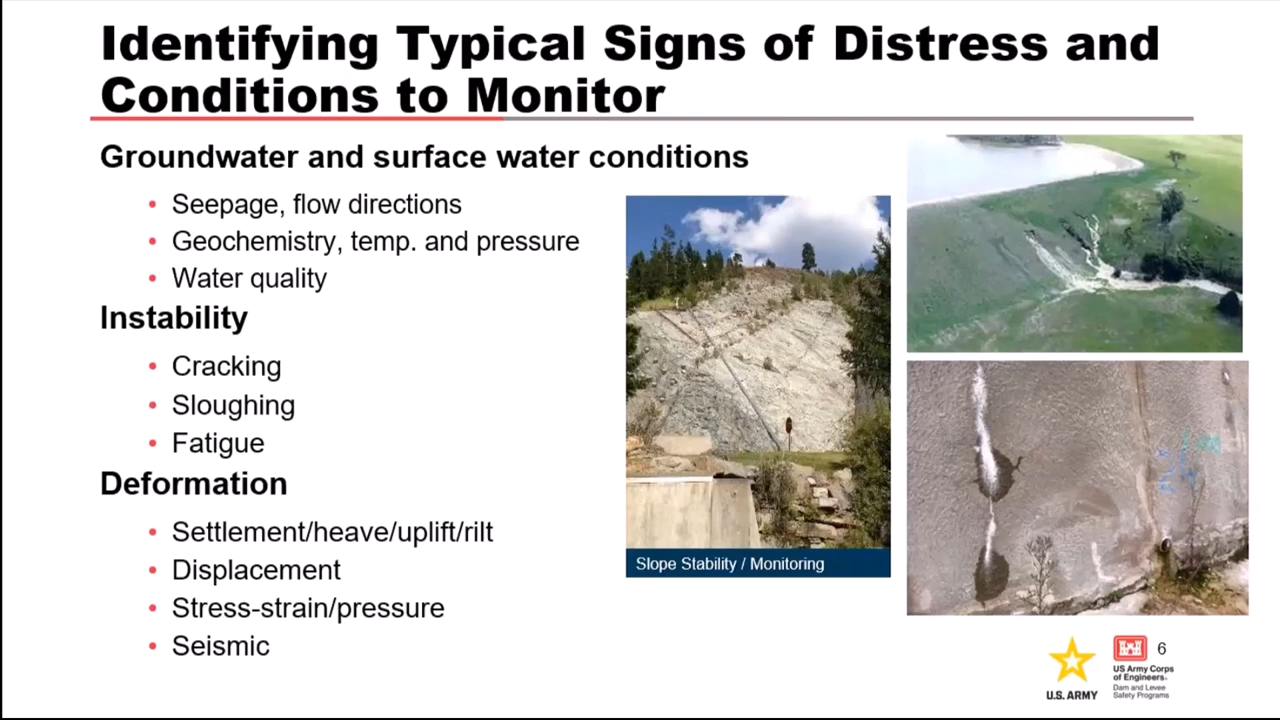 Identifying Typical Signs of Distress and
Conditions to Monitor
Groundwater and surface water conditions
• Seepage, flow directions
• Geochemistry, temp. and pressure
• Water quality
Instability
• Cracking
• Sloughing
• Fatigue
Deformation
• Settlement/heave/uplift/rilt
• Displacement
• Stress-strain/pressure
• Seismic
Slope Stability / Monitoring
U.S. ARMY
US Army Corps
of Engineers.
Dam and Levee
Safety Programs
6